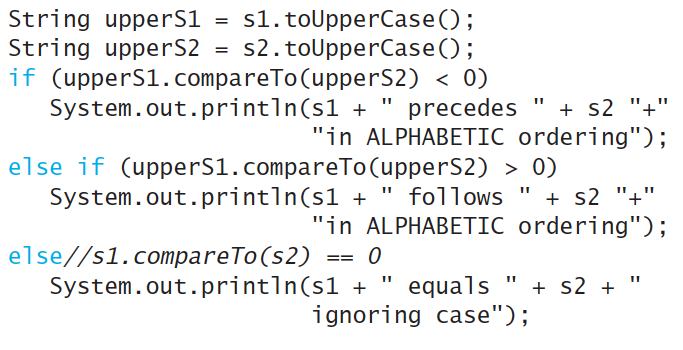 String upperS1 = s1.toUpperCase();
String upperS2 = s2.toUpperCase();
if (upperS1.compareTo(upperS2) < 0)
   System.out.println(s1 + " precedes " + s2 "+"
                      "in ALPHABETIC ordering");
else if (upperS1.compareTo(upperS2) > 0)
   System.out.println(s1 + " follows " + s2 "+"
                      "in ALPHABETIC ordering");
else//s1.compareTo(s2) == 0
   System.out.println(s1 + " equals " + s2 + "
                      ignoring case");